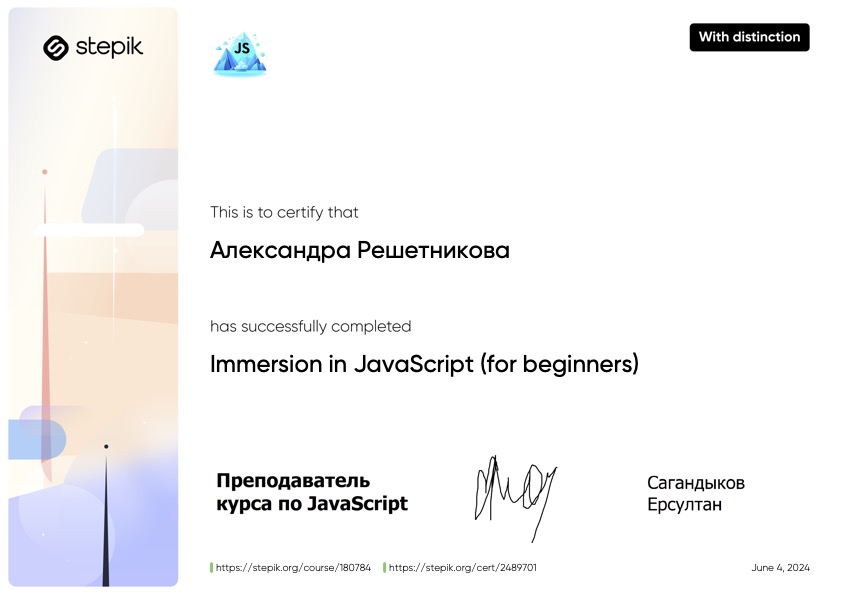 stepik
JS
With distinction
This is to certify that
Александра Решетникова
has successfully completed
Immersion in JavaScript (for beginners)
Преподаватель
курса по JavaScript
Сагандыков
Ерсултан
https://stepik.org/course/180784 https://stepik.org/cert/2489701
June 4, 2024